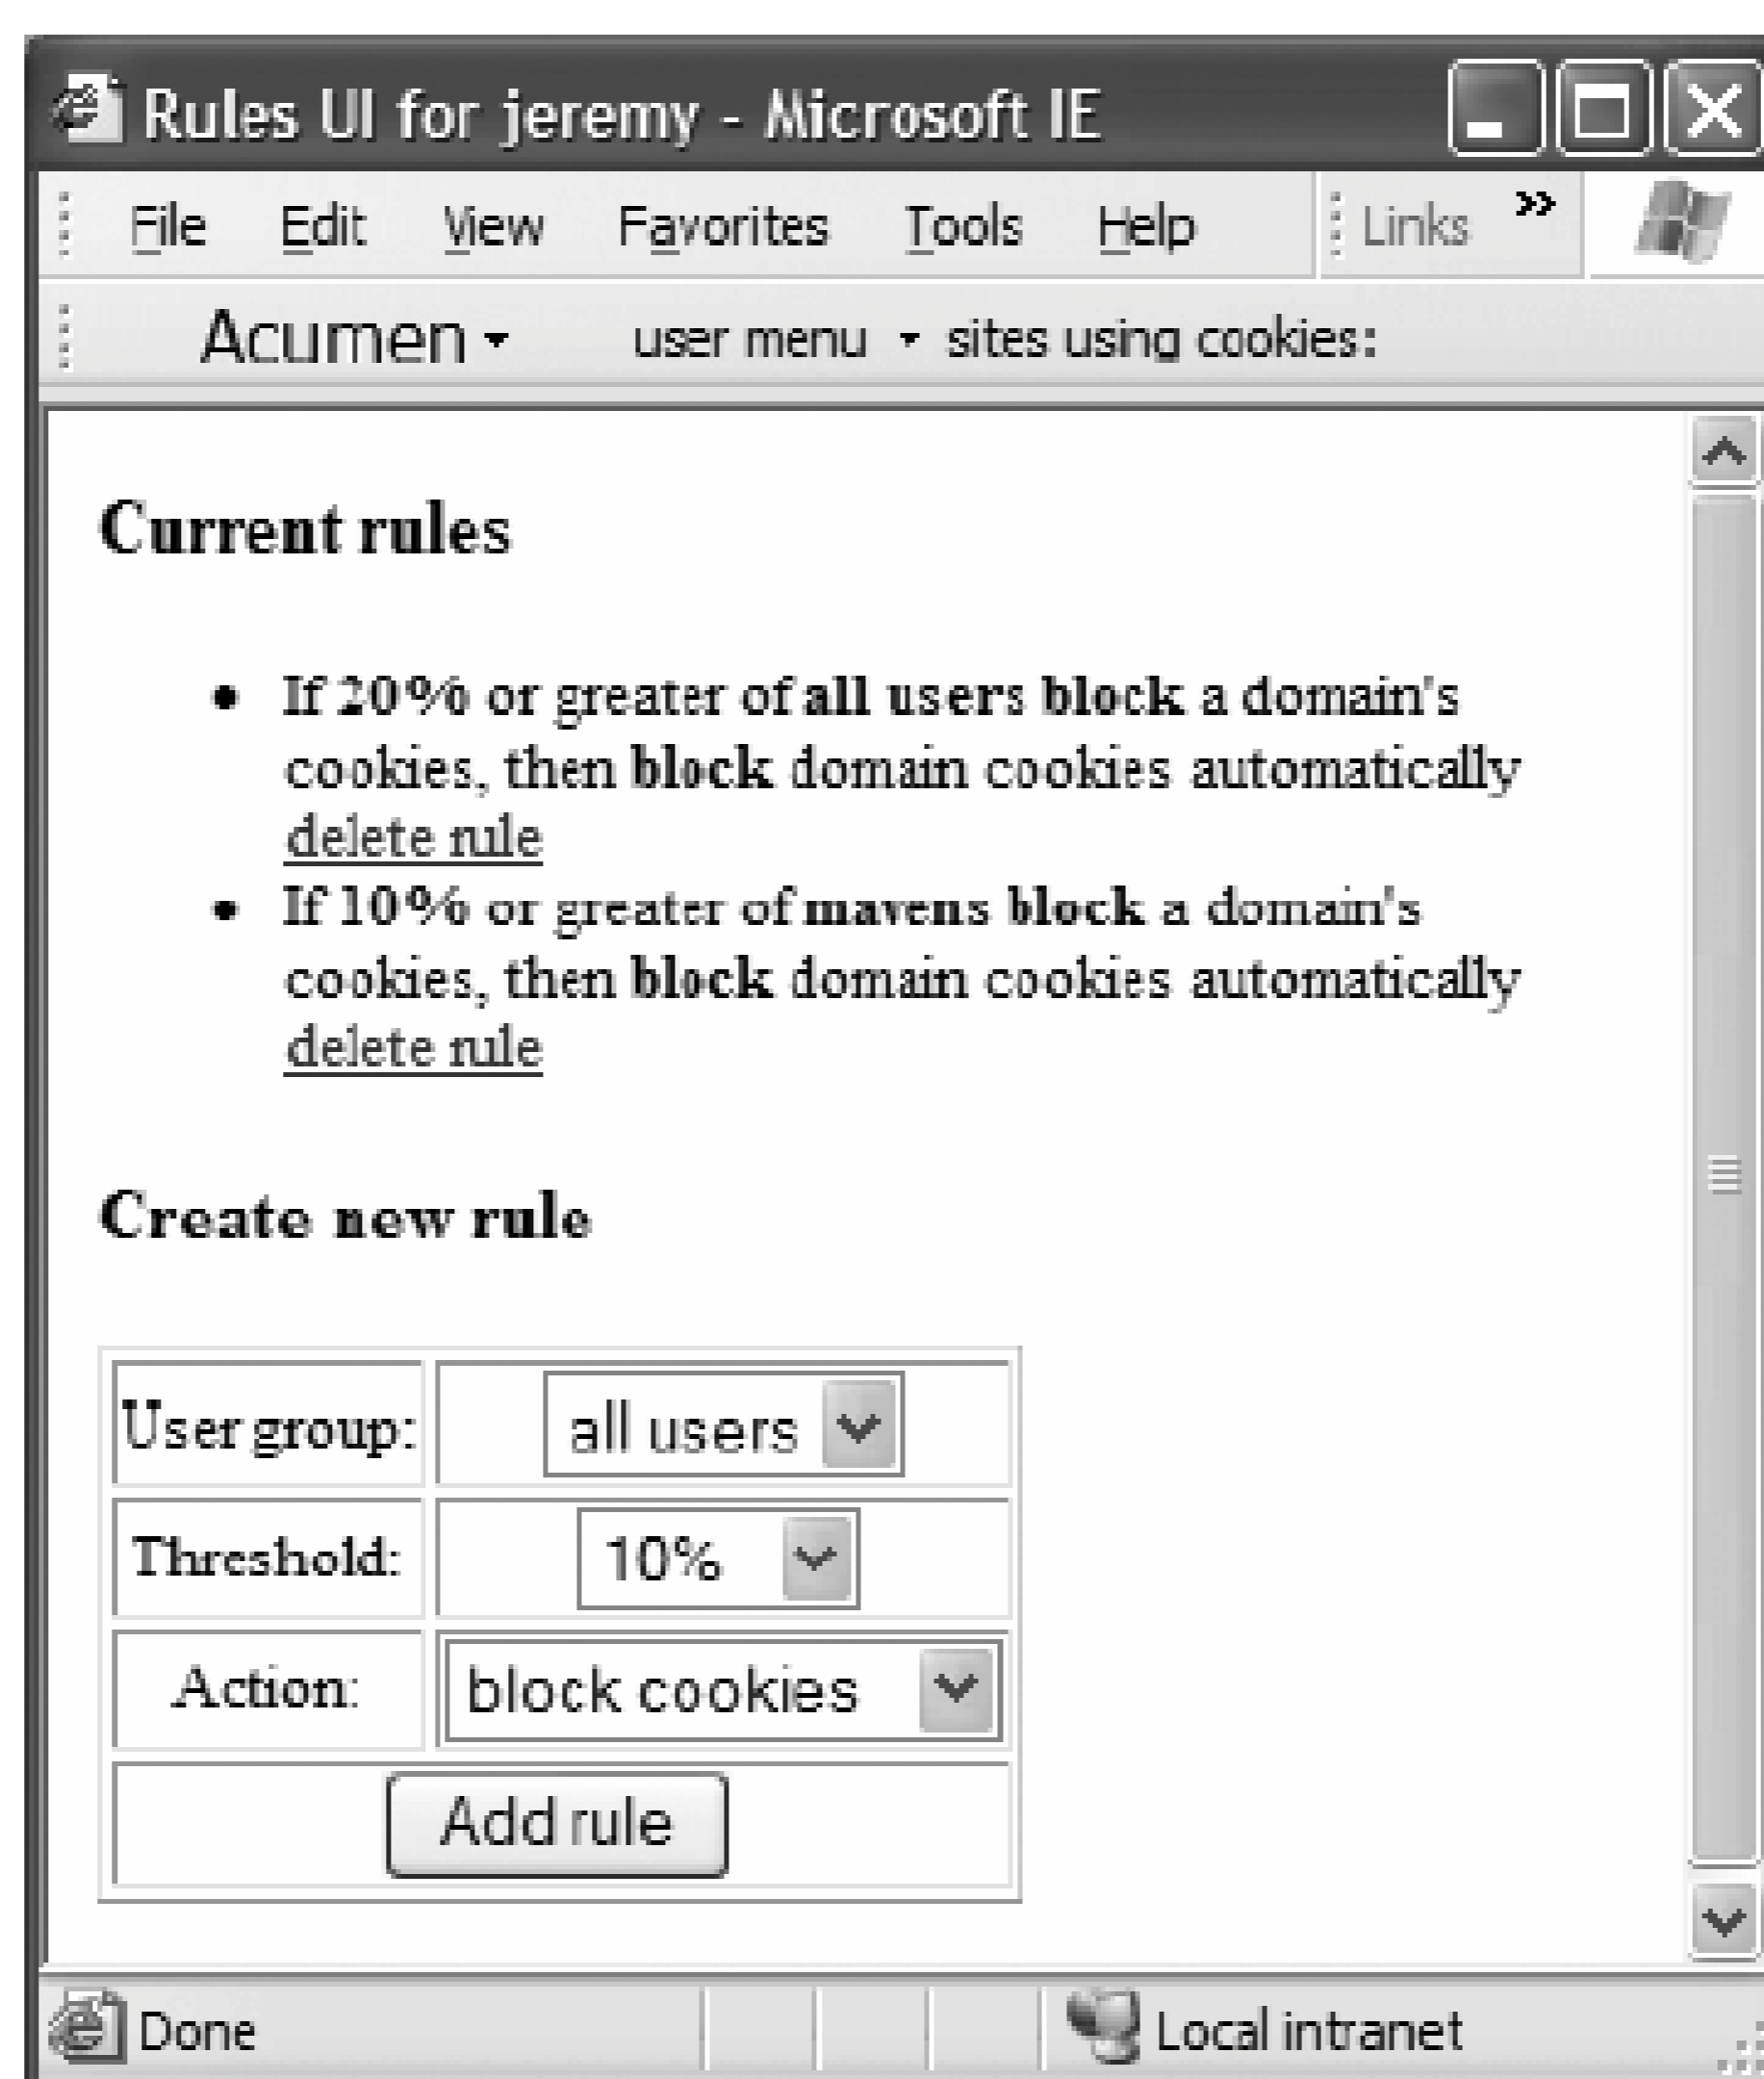 Rules UI for jeremy - Microsoft IE
File Edit View Favorites Tools Help Links »
Acumen user menu sites using cookies:
Current rules
• If 20% or greater of all users block a domain's
cookies, then block domain cookies automatically
delete rule
• If 10% or greater of mavens block a domain's
cookies, then block domain cookies automatically
delete rule
Create new rule
User group: all users
Threshold: 10%
Action: block cookies
Add rule
Done Local intranet